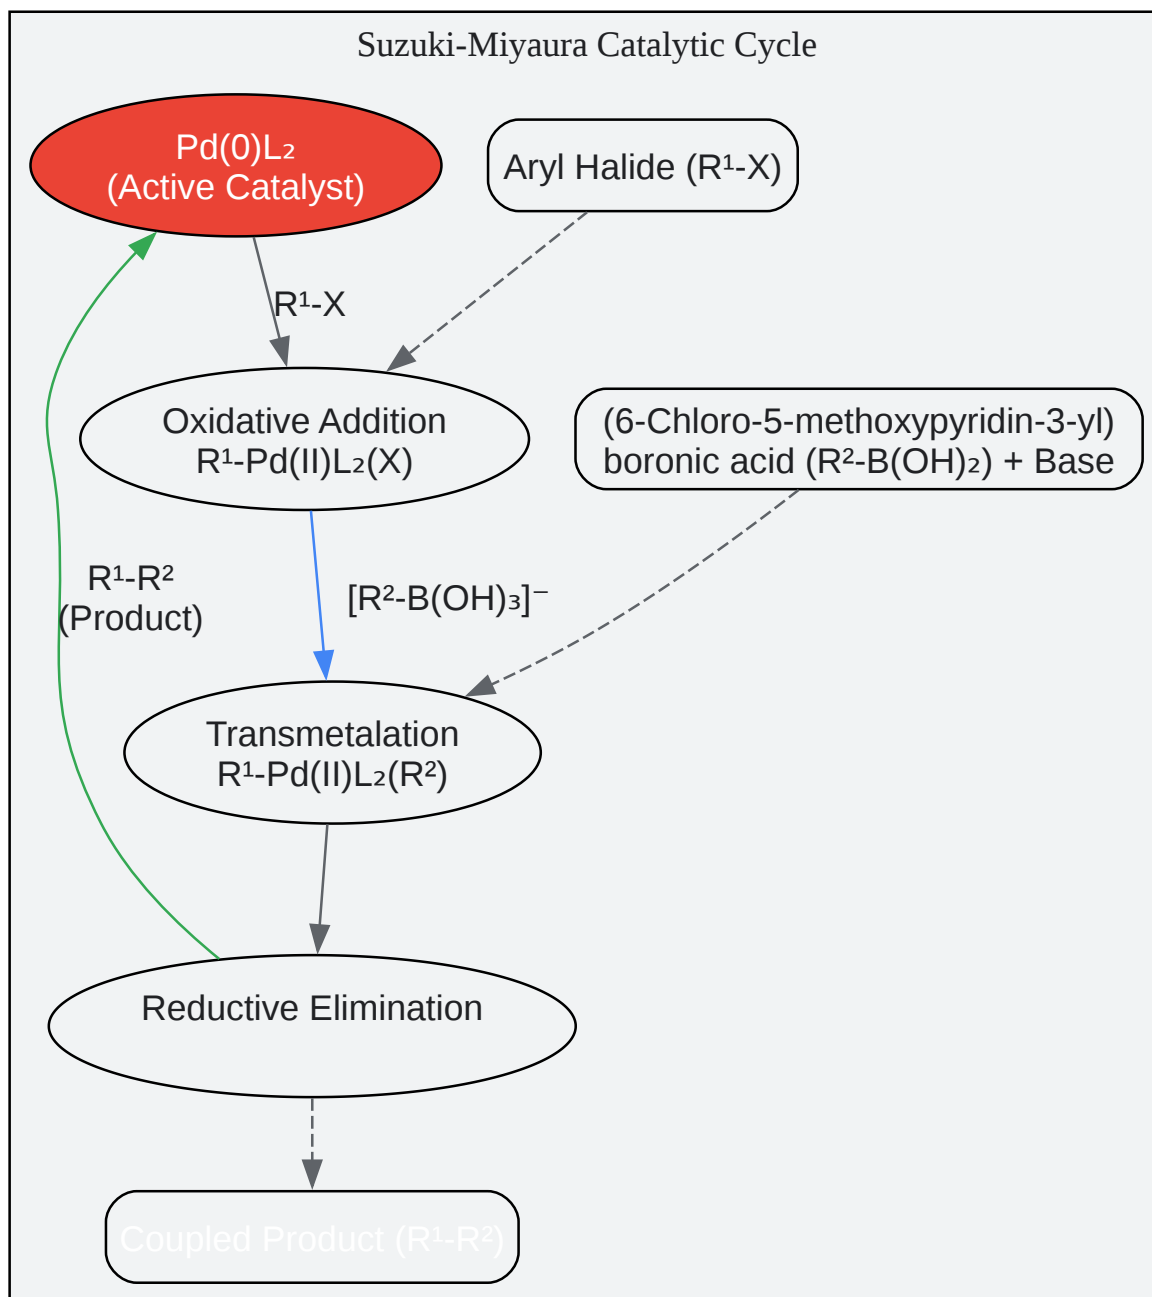 Suzuki-Miyaura Catalytic Cycle
Pd(0)L₂
(Active Catalyst)
Aryl Halide (R¹-X)
R¹-X
Oxidative Addition
R¹-Pd(II)L₂(X)
(6-Chloro-5-methoxypyridin-3-yl)
boronic acid (R²-B(OH)₂) + Base
R¹-R²
(Product)
[R²-B(OH)₃]⁻
Transmetalation
R¹-Pd(II)L₂(R²)
Reductive Elimination
Coupled Product (R¹-R²)